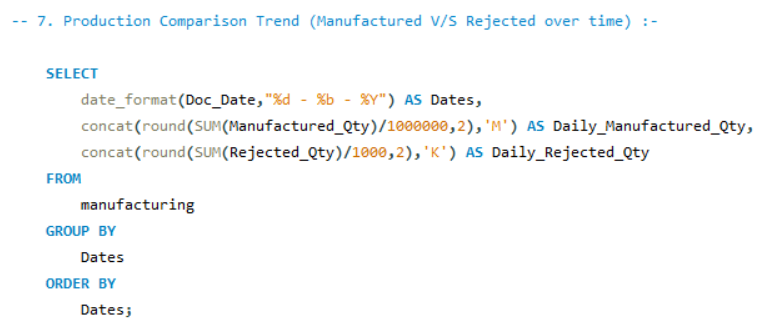 -- 7. Production Comparison Trend (Manufactured V/S Rejected over time) :-
SELECT
date_format(Doc_Date,"%d - %b - %Y") AS Dates,
concat(round(SUM(Manufactured_Qty)/1000000,2),'M') AS Daily_Manufactured_Qty,
concat(round(SUM(Rejected_Qty)/1000,2),'K') AS Daily_Rejected_Qty
FROM
manufacturing
GROUP BY
Dates
ORDER BY
Dates;